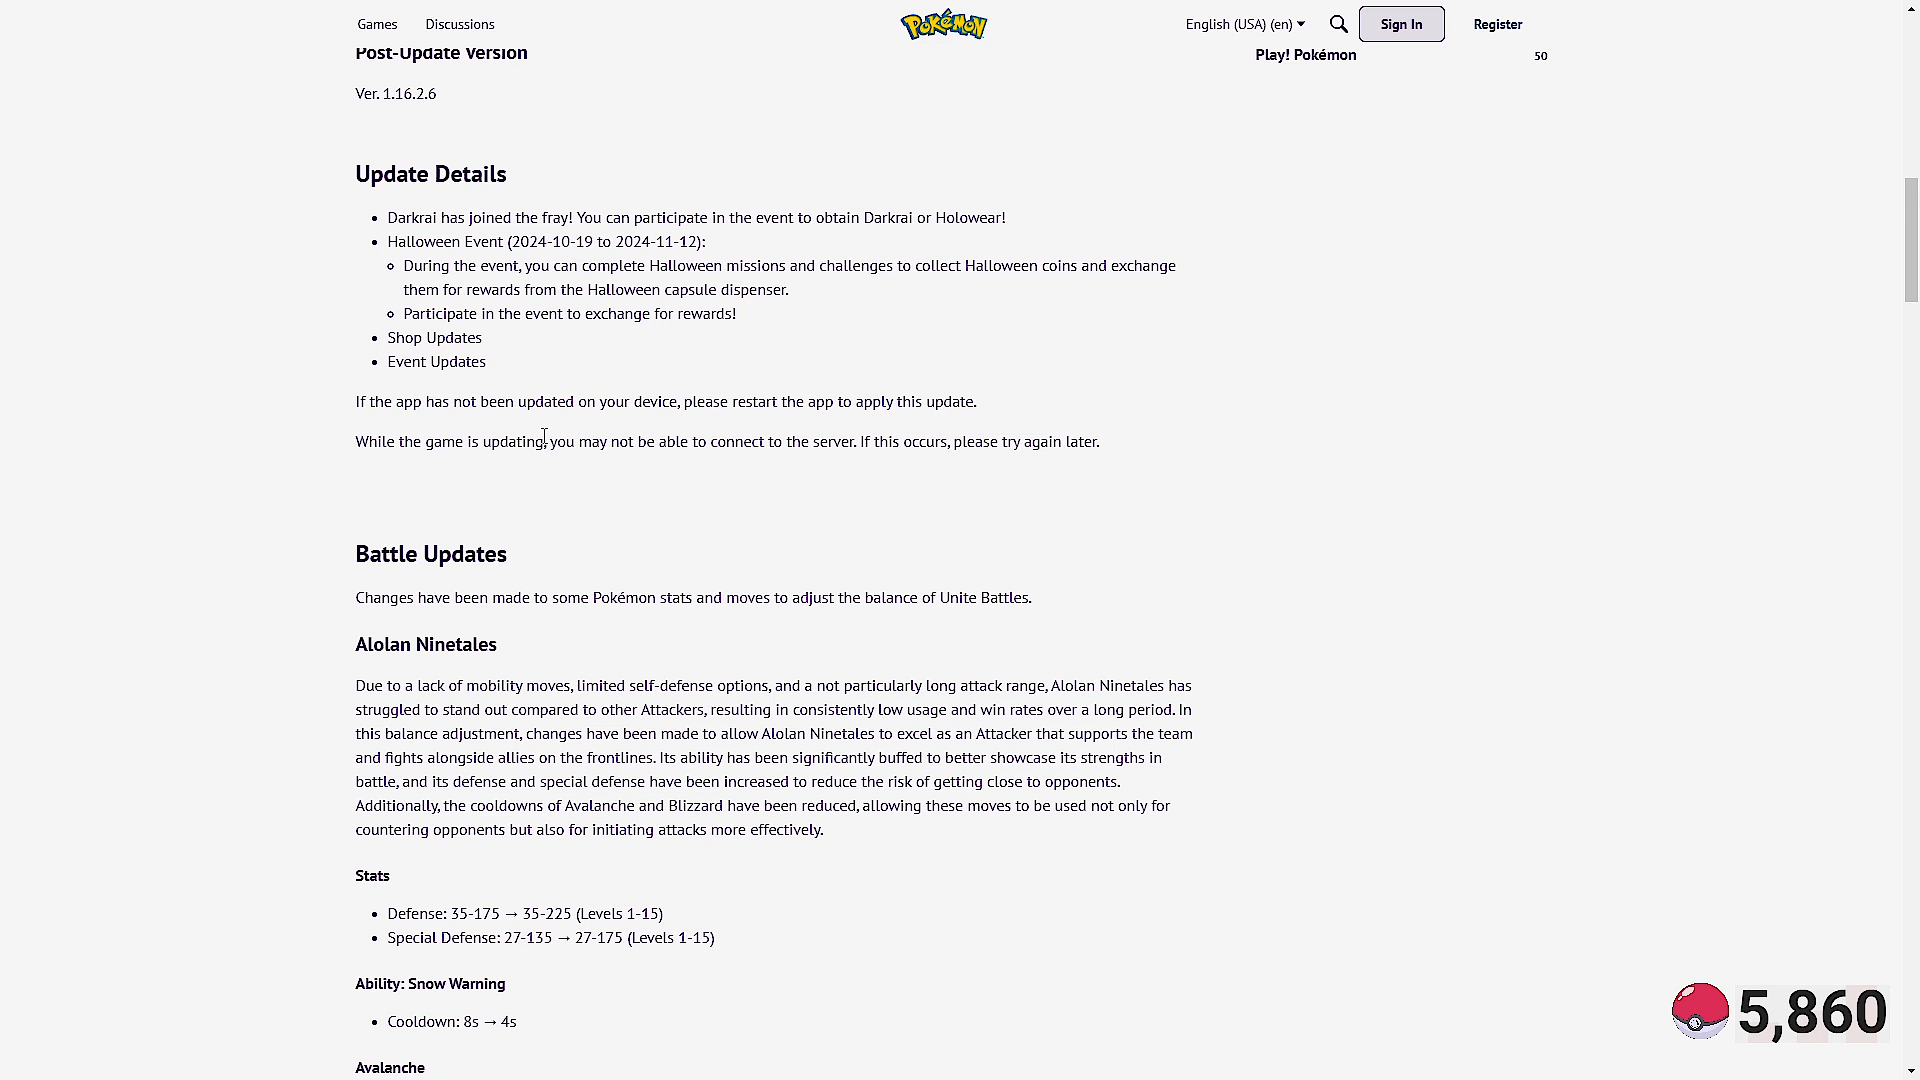 Games
Discussions
Pokémon
English (USA) (en)
Sign In
Register
Post-Update Version
Play! Pokémon
50
Ver. 1.16.2.6
Update Details
• Darkrai has joined the fray! You can participate in the event to obtain Darkrai or Holowear!
• Halloween Event (2024-10-19 to 2024-11-12):
◦ During the event, you can complete Halloween missions and challenges to collect Halloween coins and exchange
them for rewards from the Halloween capsule dispenser.
◦ Participate in the event to exchange for rewards!
• Shop Updates
• Event Updates
If the app has not been updated on your device, please restart the app to apply this update.
While the game is updating, you may not be able to connect to the server. If this occurs, please try again later.
Battle Updates
Changes have been made to some Pokémon stats and moves to adjust the balance of Unite Battles.
Alolan Ninetales
Due to a lack of mobility moves, limited self-defense options, and a not particularly long attack range, Alolan Ninetales has
struggled to stand out compared to other Attackers, resulting in consistently low usage and win rates over a long period. In
this balance adjustment, changes have been made to allow Alolan Ninetales to excel as an Attacker that supports the team
and fights alongside allies on the frontlines. Its ability has been significantly buffed to better showcase its strengths in
battle, and its defense and special defense have been increased to reduce the risk of getting close to opponents.
Additionally, the cooldowns of Avalanche and Blizzard have been reduced, allowing these moves to be used not only for
countering opponents but also for initiating attacks more effectively.
Stats
• Defense: 35-175 → 35-225 (Levels 1-15)
• Special Defense: 27-135 → 27-175 (Levels 1-15)
Ability: Snow Warning
• Cooldown: 8s → 4s
Avalanche
5,860